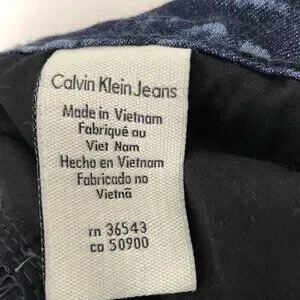 Calvin Klein Jeans
Made in Vietnam
Fabriqué au
Viet Nam
Hecho en Vietnam
Fabricado no
Vietnã
rn 36543
ca 50900